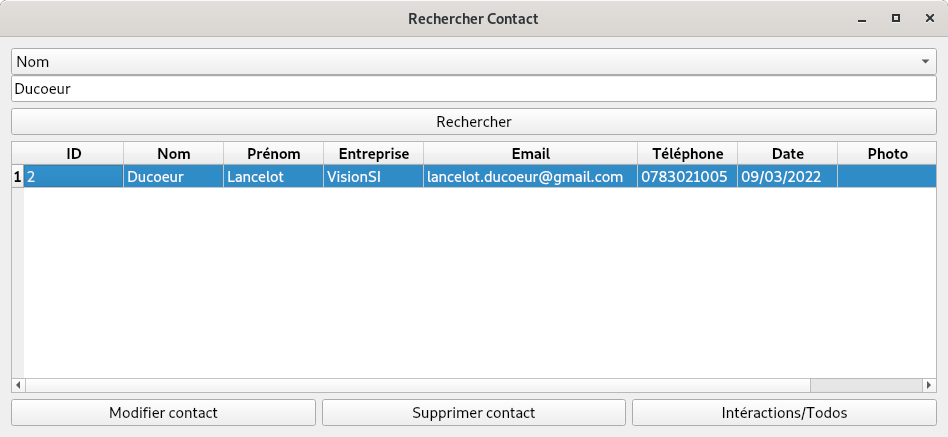 Rechercher Contact
Nom
Ducoeur
Rechercher
ID Nom Prénom Entreprise Email Téléphone Date Photo
1 2 Ducoeur Lancelot VisionSI lancelot.ducoeur@gmail.com 0783021005 09/03/2022
Modifier contact Supprimer contact Intéractions/Todos